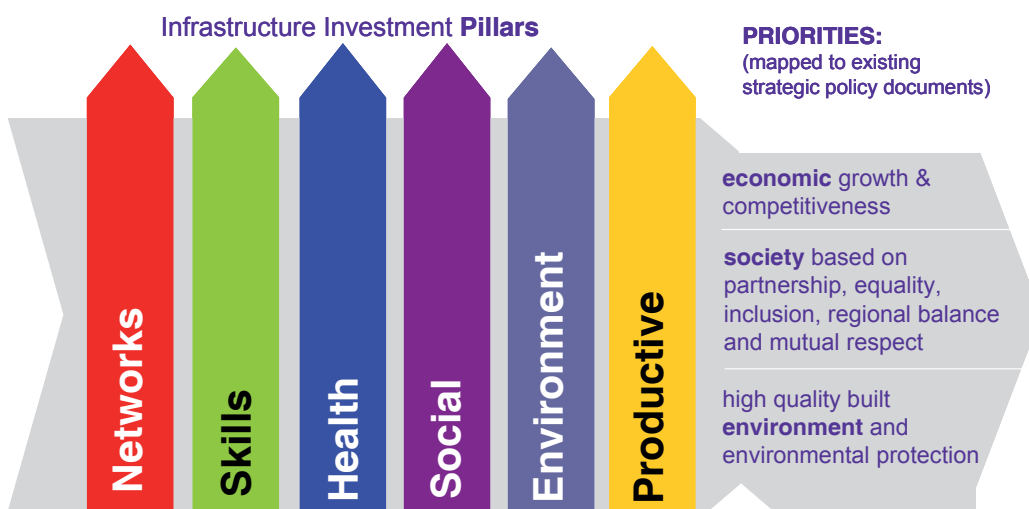 Infrastructure Investment Pillars
PRIORITIES:
(mapped to existing
strategic policy documents)
Networks
Skills
Health
Social
Environment
Productive
economic growth &
competitiveness
society based on
partnership, equality,
inclusion, regional balance
and mutual respect
high quality built
environment and
environmental protection